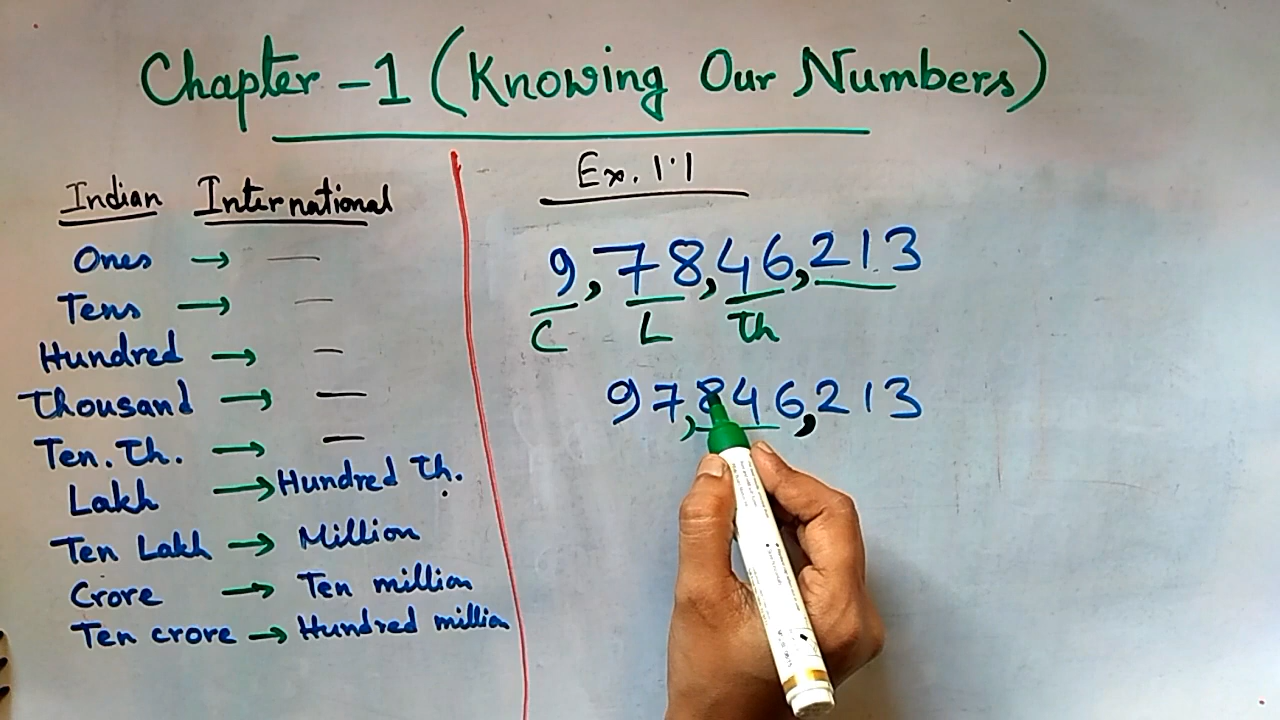 Chapter -1 (Knowing Our Numbers)
Indian International
Ones → —
Tens → —
Hundred → —
Thousand → —
Ten. Th. → —
Lakh → Hundred Th.
Ten Lakh → Million
Crore → Ten million
Ten crore → Hundred million
Ex. 1.1
9,78,46,213
C L Th
97,846,213